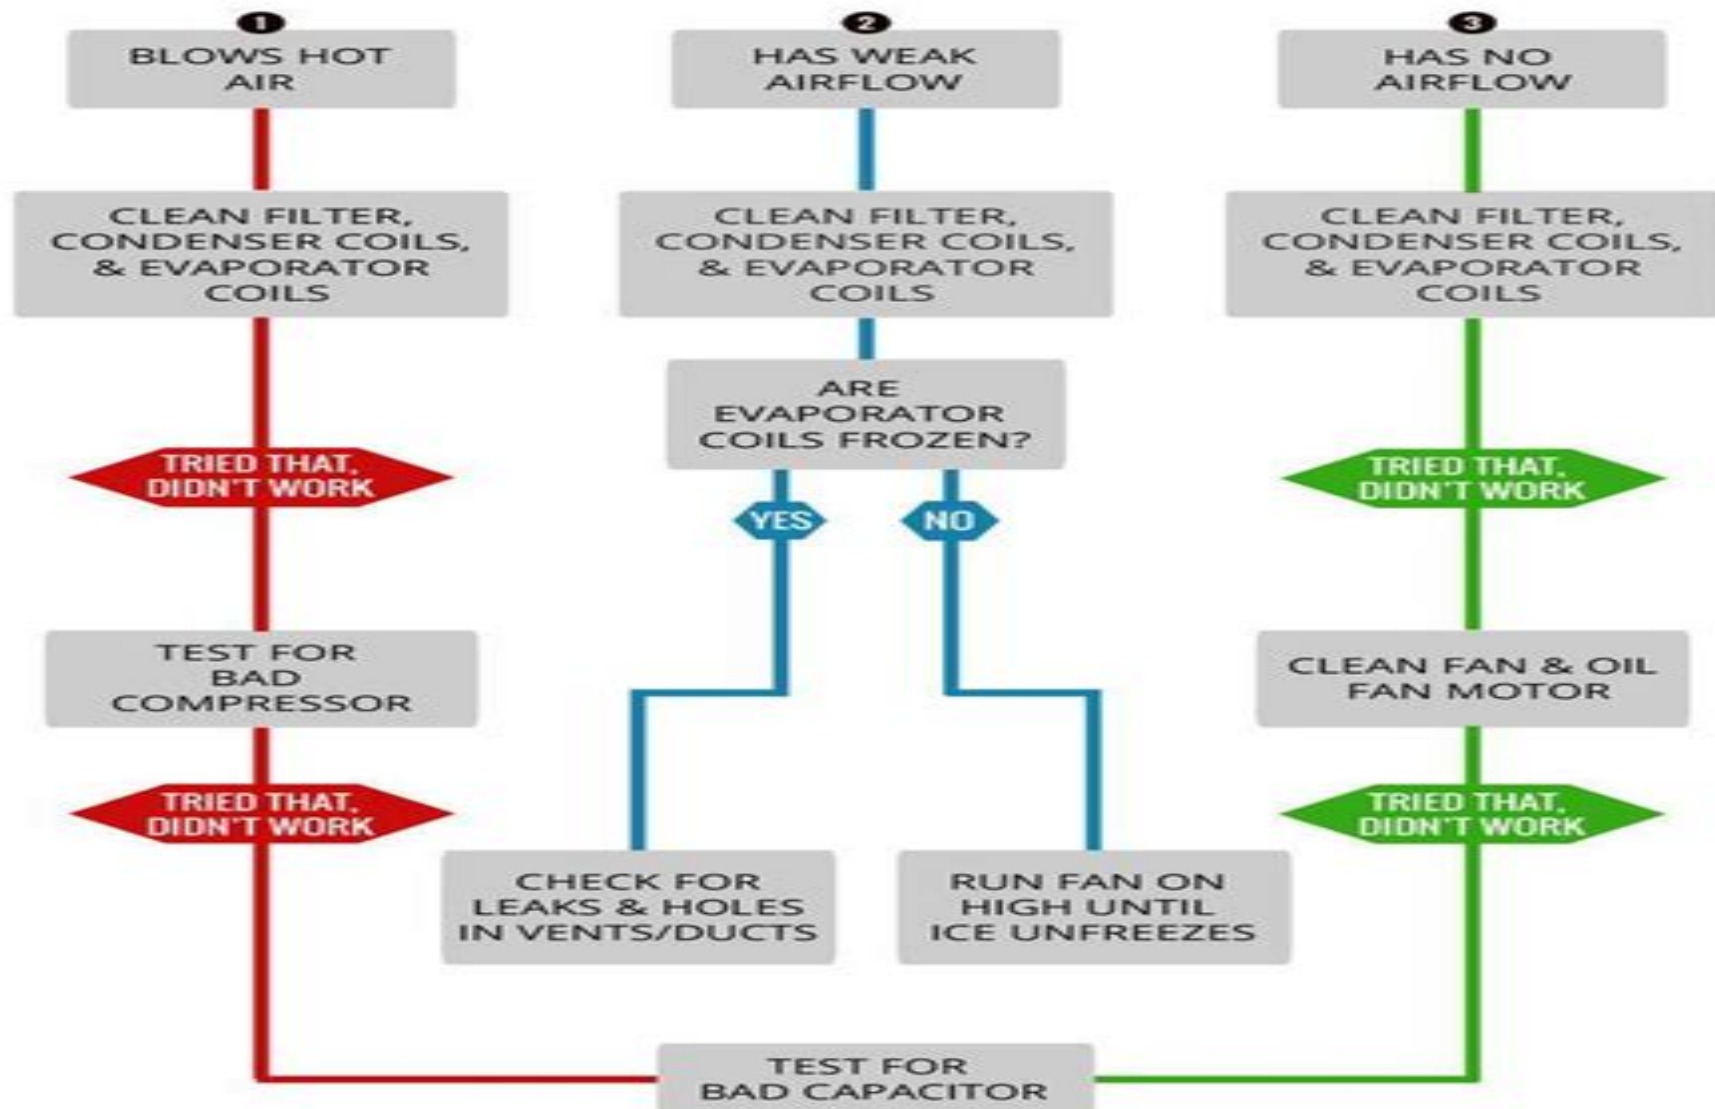 1
BLOWS HOT
AIR
CLEAN FILTER,
CONDENSER COILS,
& EVAPORATOR
COILS
TRIED THAT,
DIDN'T WORK
TEST FOR
BAD
COMPRESSOR
TRIED THAT,
DIDN'T WORK
2
HAS WEAK
AIRFLOW
CLEAN FILTER,
CONDENSER COILS,
& EVAPORATOR
COILS
ARE
EVAPORATOR
COILS FROZEN?
YES
NO
CHECK FOR
LEAKS & HOLES
IN VENTS/DUCTS
RUN FAN ON
HIGH UNTIL
ICE UNFREEZES
3
HAS NO
AIRFLOW
CLEAN FILTER,
CONDENSER COILS,
& EVAPORATOR
COILS
TRIED THAT,
DIDN'T WORK
CLEAN FAN & OIL
FAN MOTOR
TRIED THAT,
DIDN'T WORK
TEST FOR
BAD CAPACITOR